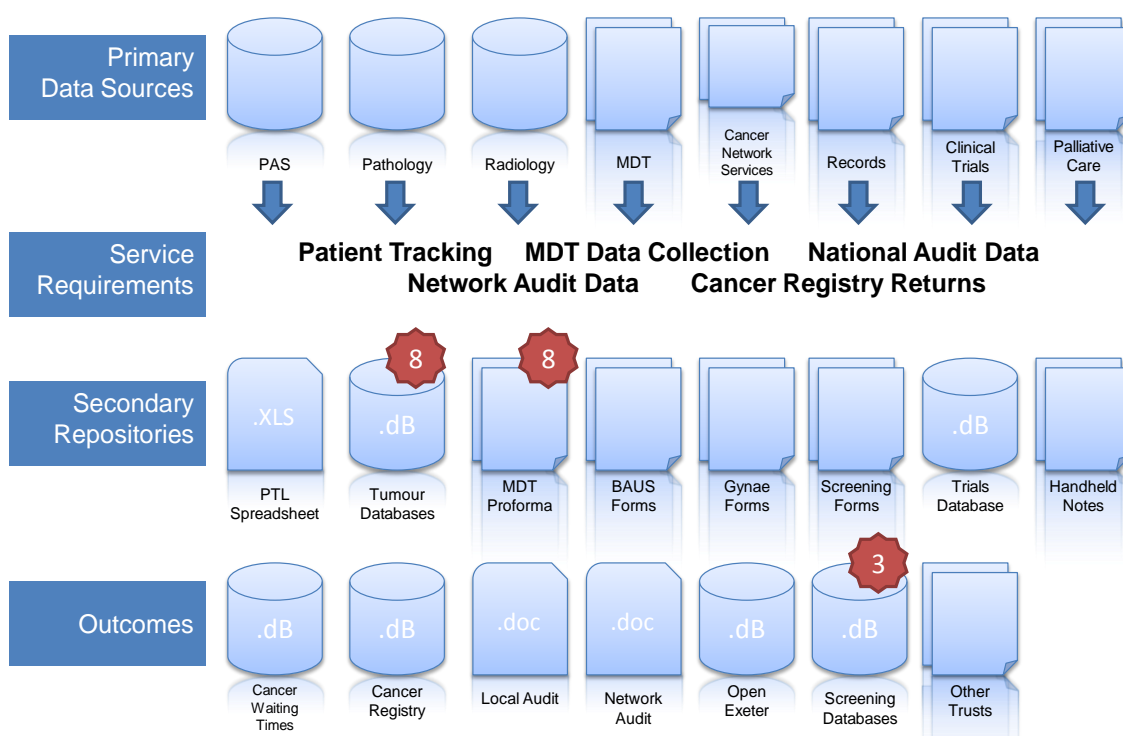 Primary
Data Sources
PAS
Pathology
Radiology
MDT
Cancer
Network
Services
Records
Clinical
Trials
Palliative
Care
Service
Requirements
Patient Tracking MDT Data Collection National Audit Data
Network Audit Data Cancer Registry Returns
Secondary
Repositories
.XLS
PTL
Spreadsheet
8
.dB
Tumour
Databases
8
MDT
Proforma
BAUS
Forms
Gynae
Forms
Screening
Forms
.dB
Trials
Database
Handheld
Notes
Outcomes
.dB
Cancer
Waiting
Times
.dB
Cancer
Registry
.doc
Local Audit
.doc
Network
Audit
.dB
Open
Exeter
3
.dB
Screening
Databases
Other
Trusts